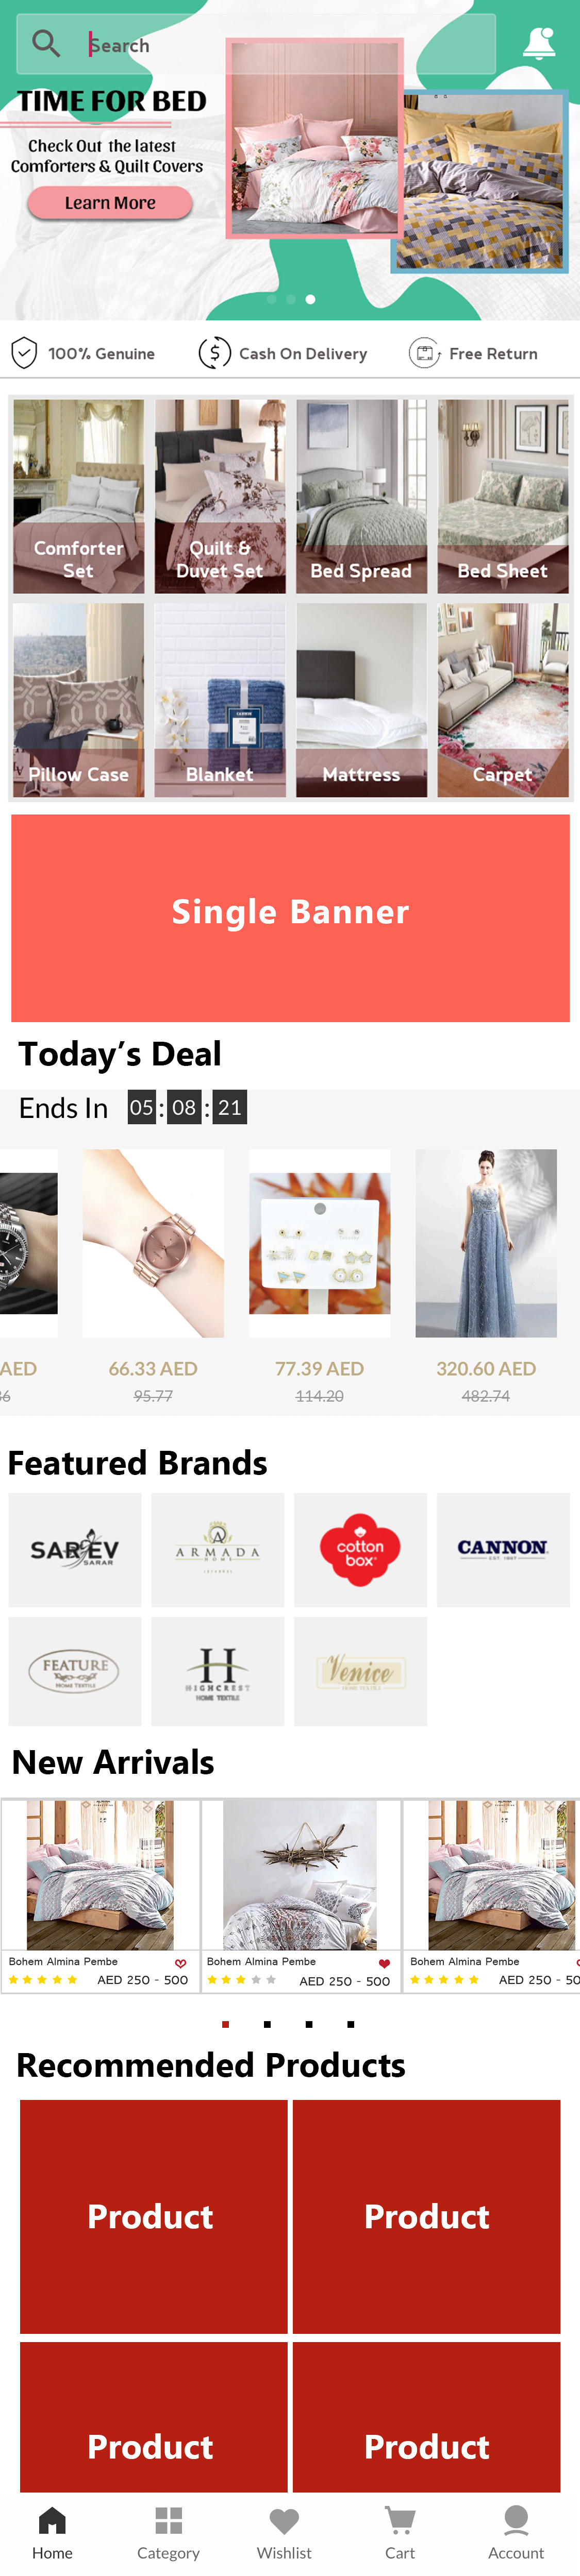 Search
TIME FOR BED
Check Out the latest
Comforters & Quilt Covers
Learn More
100% Genuine
Cash On Delivery
Free Return
Comforter
Set
Quilt &
Duvet Set
Bed Spread
Bed Sheet
Pillow Case
Blanket
Mattress
Carpet
Single Banner
Today's Deal
Ends In 05 : 08 : 21
AED
66.33 AED
77.39 AED
320.60 AED
36
95.77
114.20
482.74
Featured Brands
SAREV
SARAR
ARMADA
HOME
ISTANBUL
cotton
box
CANNON
EST. 1887
FEATURE
HOME TEXTILE
H
HIGHCREST
HOME TEXTILE
Venice
HOME TEXTILE
New Arrivals
Bohem Almina Pembe
AED 250 - 500
Bohem Almina Pembe
AED 250 - 500
Bohem Almina Pembe
AED 250 - 50
Recommended Products
Product
Product
Product
Product
Home
Category
Wishlist
Cart
Account